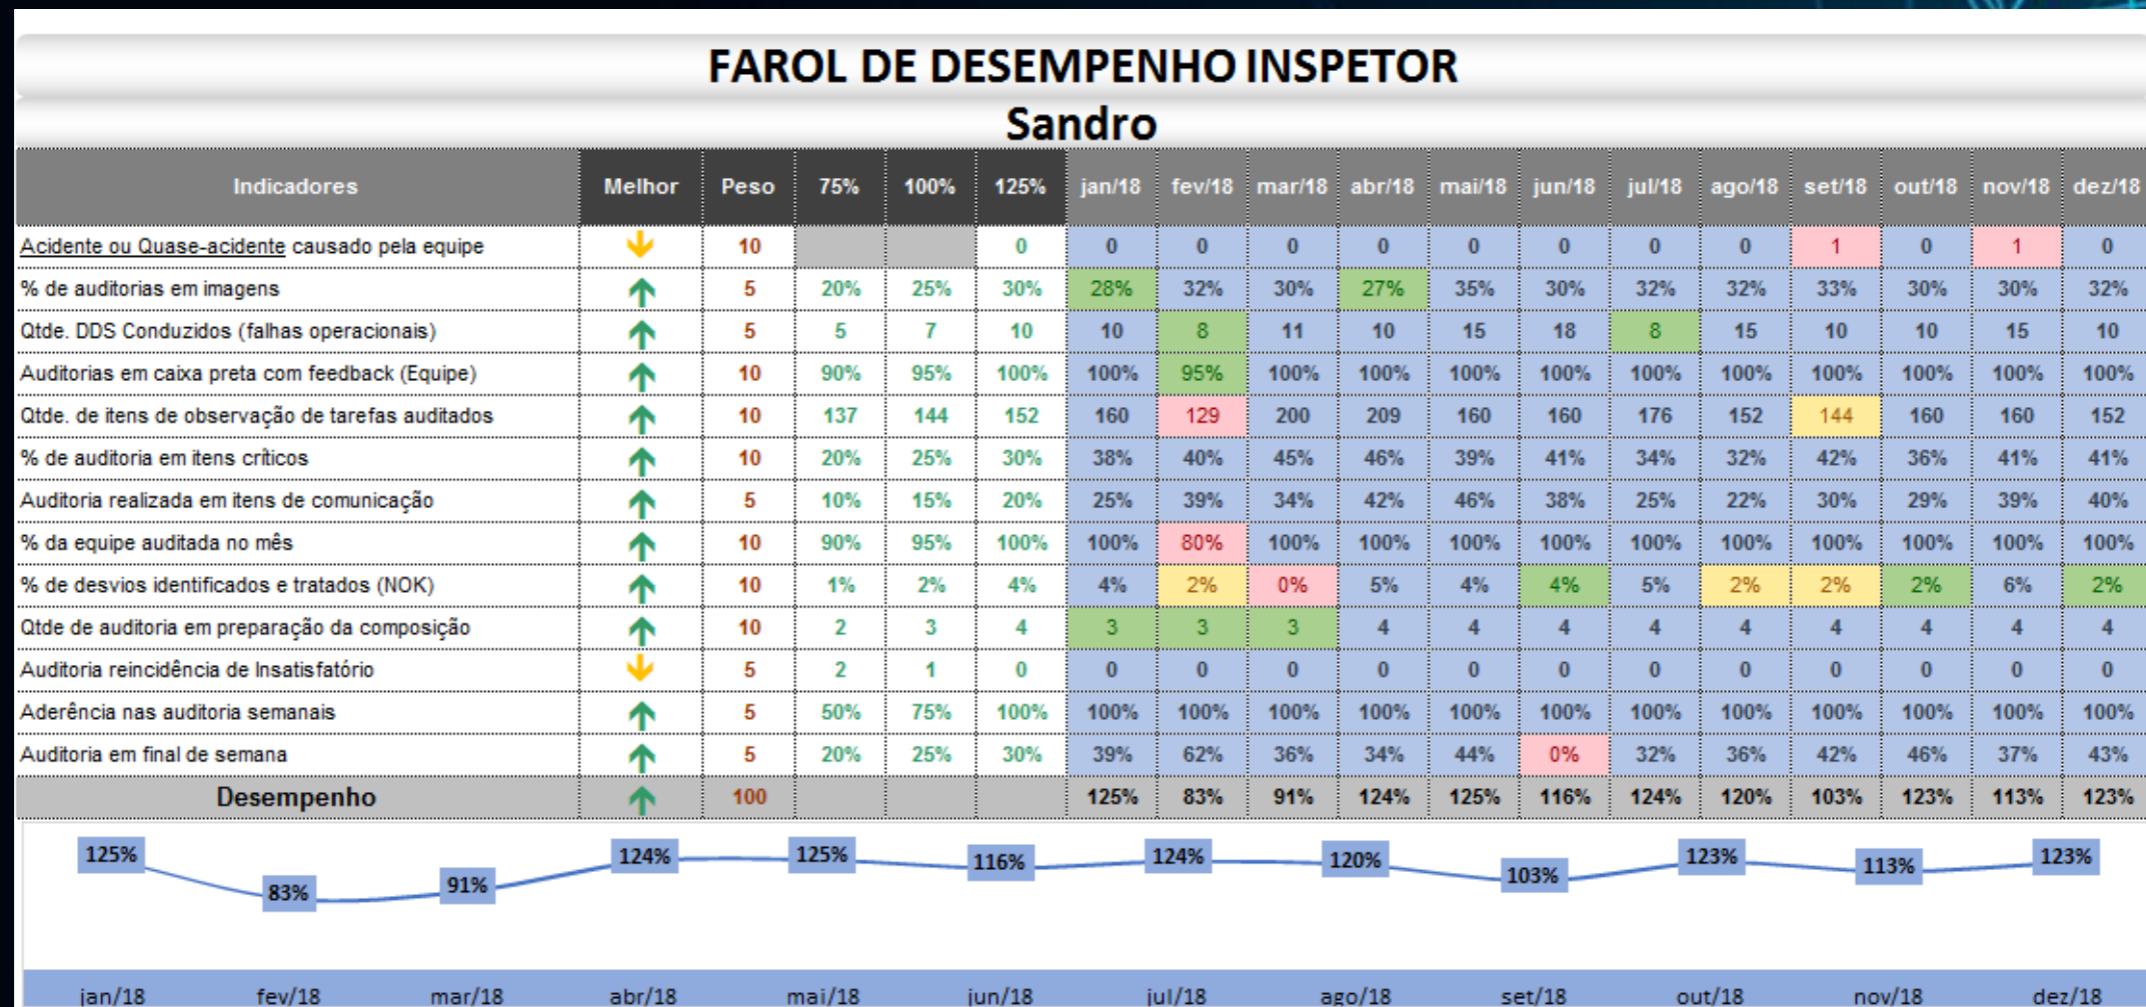 FAROL DE DESEMPENHO INSPETOR
Sandro
Indicadores Melhor Peso 75% 100% 125% jan/18 fev/18 mar/18 abr/18 mai/18 jun/18 jul/18 ago/18 set/18 out/18 nov/18 dez/18
Acidente ou Quase-acidente causado pela equipe 10 0 0 0 0 0 0 0 0 0 1 0 1 0
% de auditorias em imagens 5 20% 25% 30% 28% 32% 30% 27% 35% 30% 32% 32% 33% 30% 30% 32%
Qtde. DDS Conduzidos (falhas operacionais) 5 5 7 10 10 8 11 10 15 18 8 15 10 10 15 10
Auditorias em caixa preta com feedback (Equipe) 10 90% 95% 100% 100% 95% 100% 100% 100% 100% 100% 100% 100% 100% 100% 100%
Qtde. de itens de observação de tarefas auditados 10 137 144 152 160 129 200 209 160 160 176 152 144 160 160 152
% de auditoria em itens críticos 10 20% 25% 30% 38% 40% 45% 46% 39% 41% 34% 32% 42% 36% 41% 41%
Auditoria realizada em itens de comunicação 5 10% 15% 20% 25% 39% 34% 42% 46% 38% 25% 22% 30% 29% 39% 40%
% da equipe auditada no mês 10 90% 95% 100% 100% 80% 100% 100% 100% 100% 100% 100% 100% 100% 100% 100%
% de desvios identificados e tratados (NOK) 10 1% 2% 4% 4% 2% 0% 5% 4% 4% 5% 2% 2% 2% 6% 2%
Qtde de auditoria em preparação da composição 10 2 3 4 3 3 3 4 4 4 4 4 4 4 4 4
Auditoria reincidência de Insatisfatório 5 2 1 0 0 0 0 0 0 0 0 0 0 0 0 0
Aderência nas auditoria semanais 5 50% 75% 100% 100% 100% 100% 100% 100% 100% 100% 100% 100% 100% 100% 100%
Auditoria em final de semana 5 20% 25% 30% 39% 62% 36% 34% 44% 0% 32% 36% 42% 46% 37% 43%
Desempenho 100 125% 83% 91% 124% 125% 116% 124% 120% 103% 123% 113% 123%
125% 83% 91% 124% 125% 116% 124% 120% 103% 123% 113% 123%
jan/18 fev/18 mar/18 abr/18 mai/18 jun/18 jul/18 ago/18 set/18 out/18 nov/18 dez/18